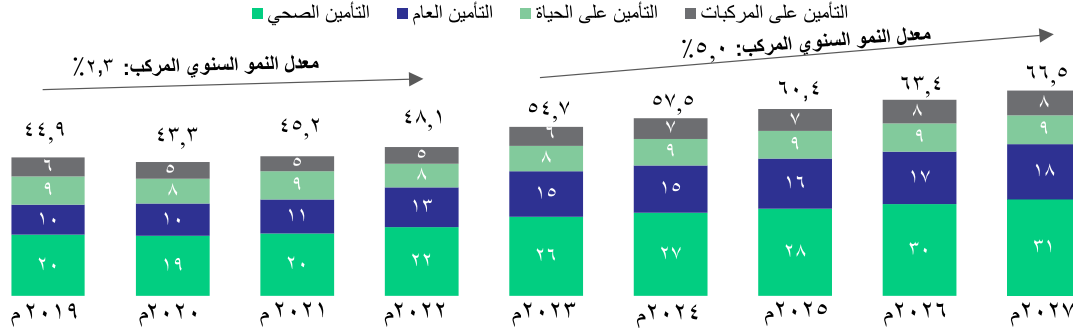 التأمين الصحي التأمين العام التأمين على الحياة التأمين على المركبات
معدل النمو السنوي المركب: ٢,٣٪
معدل النمو السنوي المركب: ٥,٠٪
٤٤,٩ ٤٣,٣ ٤٥,٢ ٤٨,١ ٥٤,٧ ٥٧,٥ ٦٠,٤ ٦٣,٤ ٦٦,٥
٦ ٥ ٥ ٥ ٦ ٧ ٧ ٨ ٨
٩ ٨ ٩ ٨ ٨ ٩ ٩ ٩ ٩
١٠ ١٠ ١١ ١٣ ١٥ ١٥ ١٦ ١٧ ١٨
٢٠ ١٩ ٢٠ ٢٢ ٢٦ ٢٧ ٢٨ ٣٠ ٣١
٢٠١٩م ٢٠٢٠م ٢٠٢١م ٢٠٢٢م ٢٠٢٣م ٢٠٢٤م ٢٠٢٥م ٢٠٢٦م ٢٠٢٧م